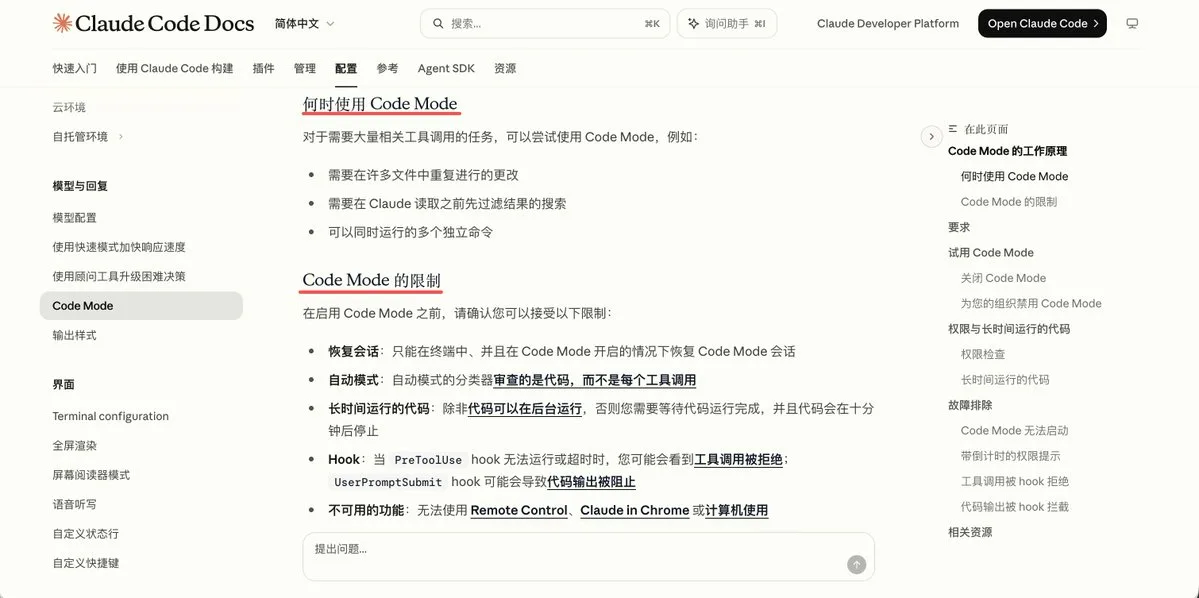 Claude Code Docs
简体中文
搜索...
⌘K
询问助手 ⌘I
Claude Developer Platform
Open Claude Code
快速入门
使用 Claude Code 构建
插件
管理
配置
参考
Agent SDK
资源
云环境
自托管环境
模型与回复
模型配置
使用快速模式加快响应速度
使用顾问工具升级困难决策
Code Mode
输出样式
界面
Terminal configuration
全屏渲染
屏幕阅读器模式
语音听写
自定义状态行
自定义快捷键
何时使用 Code Mode
对于需要大量相关工具调用的任务，可以尝试使用 Code Mode，例如：
需要在许多文件中重复进行的更改
需要在 Claude 读取之前先过滤结果的搜索
可以同时运行的多个独立命令
Code Mode 的限制
在启用 Code Mode 之前，请确认您可以接受以下限制：
恢复会话：只能在终端中、并且在 Code Mode 开启的情况下恢复 Code Mode 会话
自动模式：自动模式的分类器审查的是代码，而不是每个工具调用
长时间运行的代码：除非代码可以在后台运行，否则您需要等待代码运行完成，并且代码会在十分
钟后停止
Hook：当 PreToolUse hook 无法运行或超时时，您可能会看到工具调用被拒绝；
UserPromptSubmit hook 可能会导致代码输出被阻止
不可用的功能：无法使用 Remote Control、Claude in Chrome 或计算机使用
提出问题...
在此页面
Code Mode 的工作原理
何时使用 Code Mode
Code Mode 的限制
要求
试用 Code Mode
关闭 Code Mode
为您的组织禁用 Code Mode
权限与长时间运行的代码
权限检查
长时间运行的代码
故障排除
Code Mode 无法启动
带倒计时的权限提示
工具调用被 hook 拒绝
代码输出被 hook 拦截
相关资源